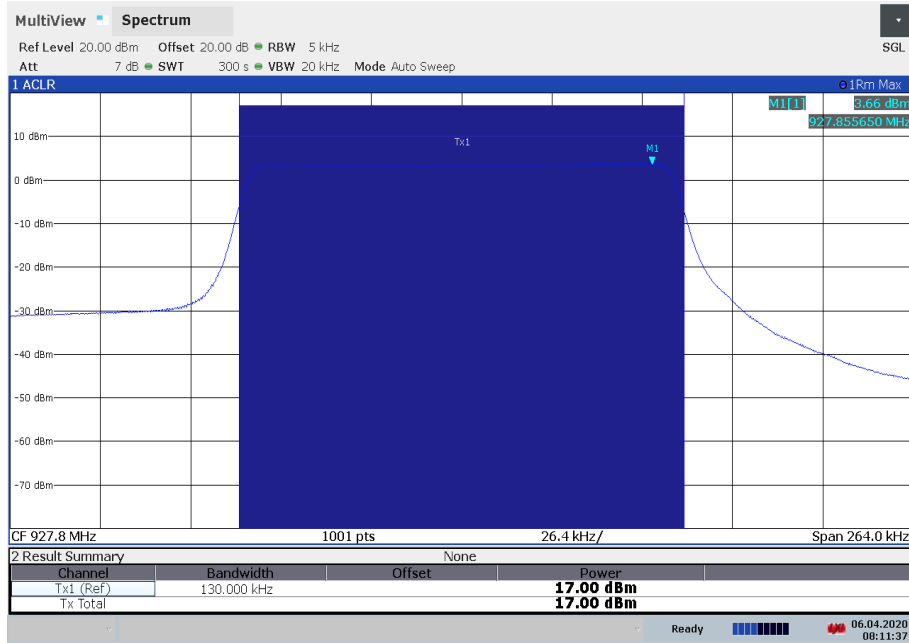 MultiView Spectrum
Ref Level 20.00 dBm Offset 20.00 dB RBW 5 kHz SGL
Att 7 dB SWT 300 s VBW 20 kHz Mode Auto Sweep
1 ACLR 1Rm Max
M1[1] 3.66 dBm
927.855650 MHz
10 dBm
Tx1
M1
0 dBm
-10 dBm
-20 dBm
-30 dBm
-40 dBm
-50 dBm
-60 dBm
-70 dBm
CF 927.8 MHz 1001 pts 26.4 kHz/ Span 264.0 kHz
2 Result Summary None
Channel Bandwidth Offset Power
Tx1 (Ref) 130.000 kHz 17.00 dBm
Tx Total 17.00 dBm
Ready 06.04.2020
08:11:37